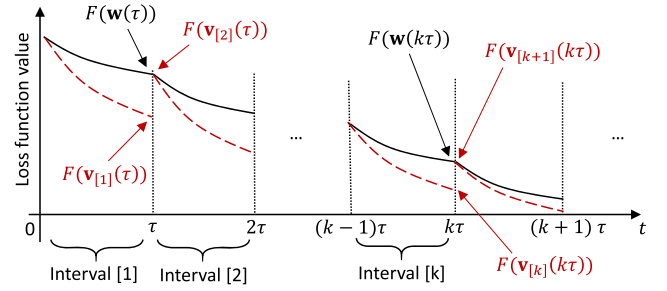 Loss function value
F(w(τ))
F(v[2](τ))
F(w(kτ))
F(v[k+1](kτ))
...
...
F(v[1](τ))
0
τ
2τ
(k − 1)τ
kτ
(k + 1) τ
t
F(v[k](kτ))
Interval [1]
Interval [2]
Interval [k]